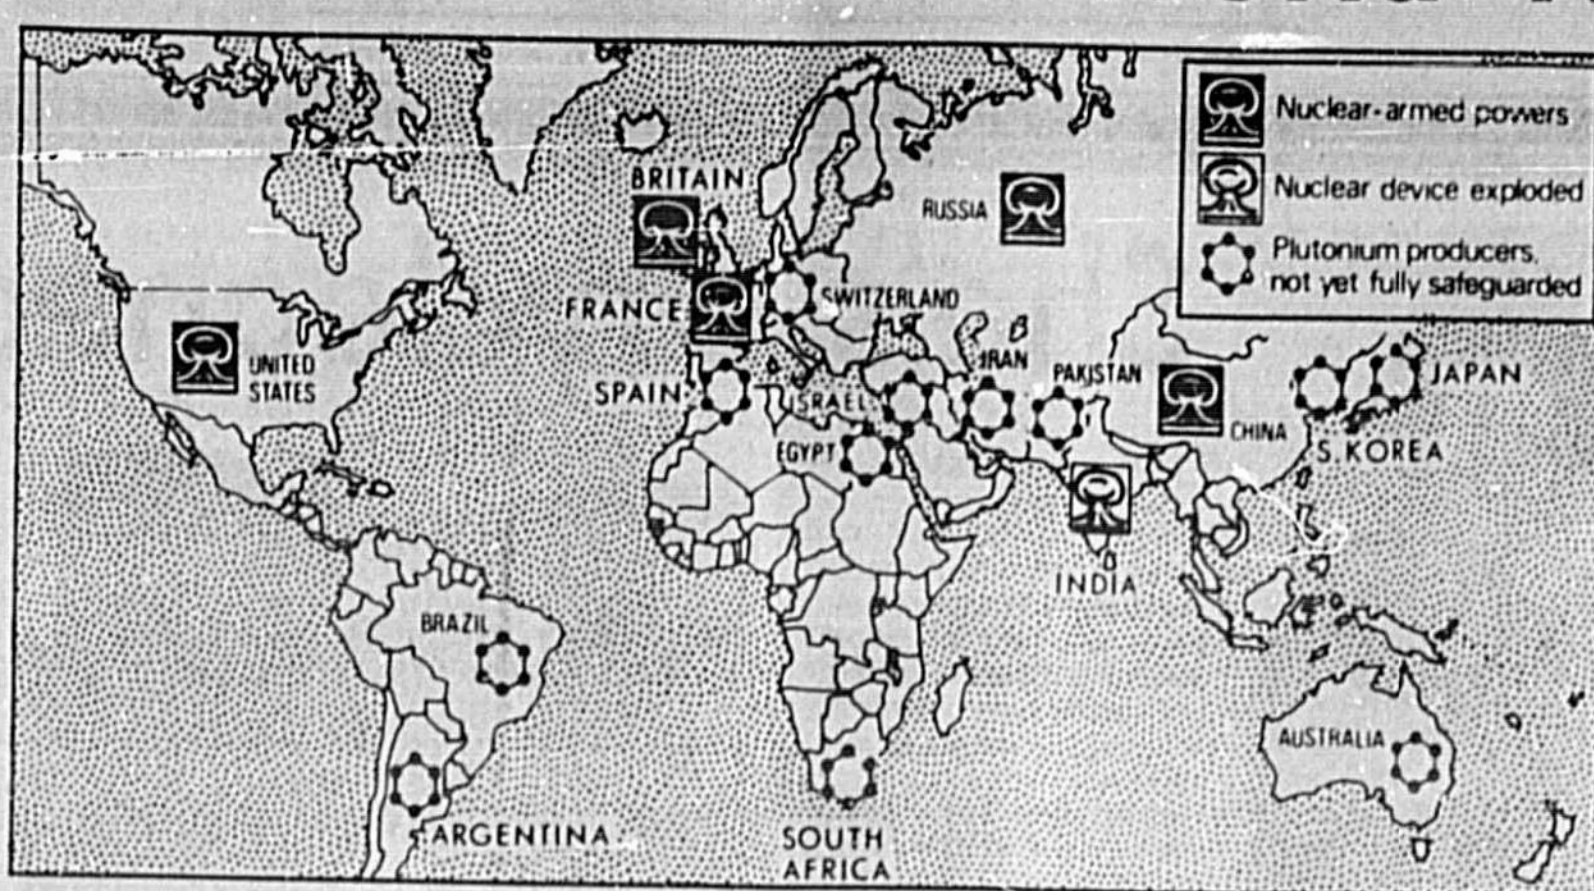 Nuclear-armed powers
Nuclear device exploded
Plutonium producers,
not yet fully safeguarded
BRITAIN
RUSSIA
FRANCE
SWITZERLAND
UNITED
STATES
SPAIN
ISRAEL
IRAN
PAKISTAN
JAPAN
CHINA
S. KOREA
EGYPT
INDIA
BRAZIL
AUSTRALIA
ARGENTINA
SOUTH
AFRICA